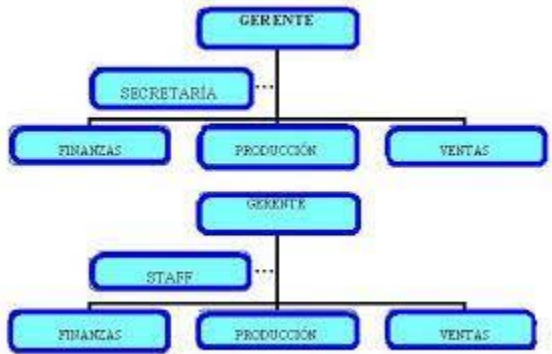 GERENTE
SECRETARÍA
FINANZAS PRODUCCIÓN VENTAS
GERENTE
STAFF
FINANZAS PRODUCCIÓN VENTAS